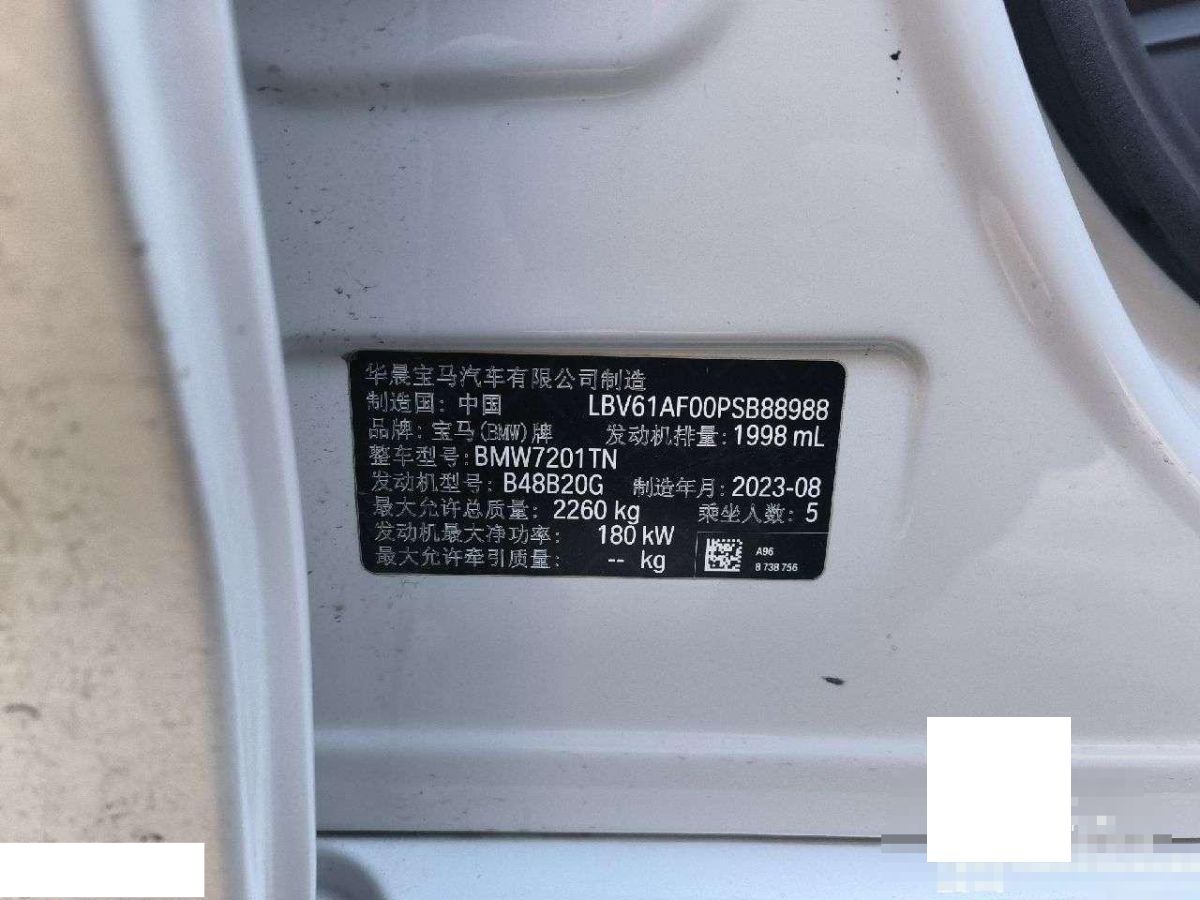 华晨宝马汽车有限公司制造
制造国: 中国 LBV61AF00PSB88988
品牌: 宝马(BMW)牌 发动机排量: 1998 mL
整车型号: BMW7201TN
发动机型号: B48B20G 制造年月: 2023-08
最大允许总质量: 2260 kg 乘坐人数: 5
发动机最大净功率: 180 kW
最大允许牵引质量: -- kg
A96
8 738 756